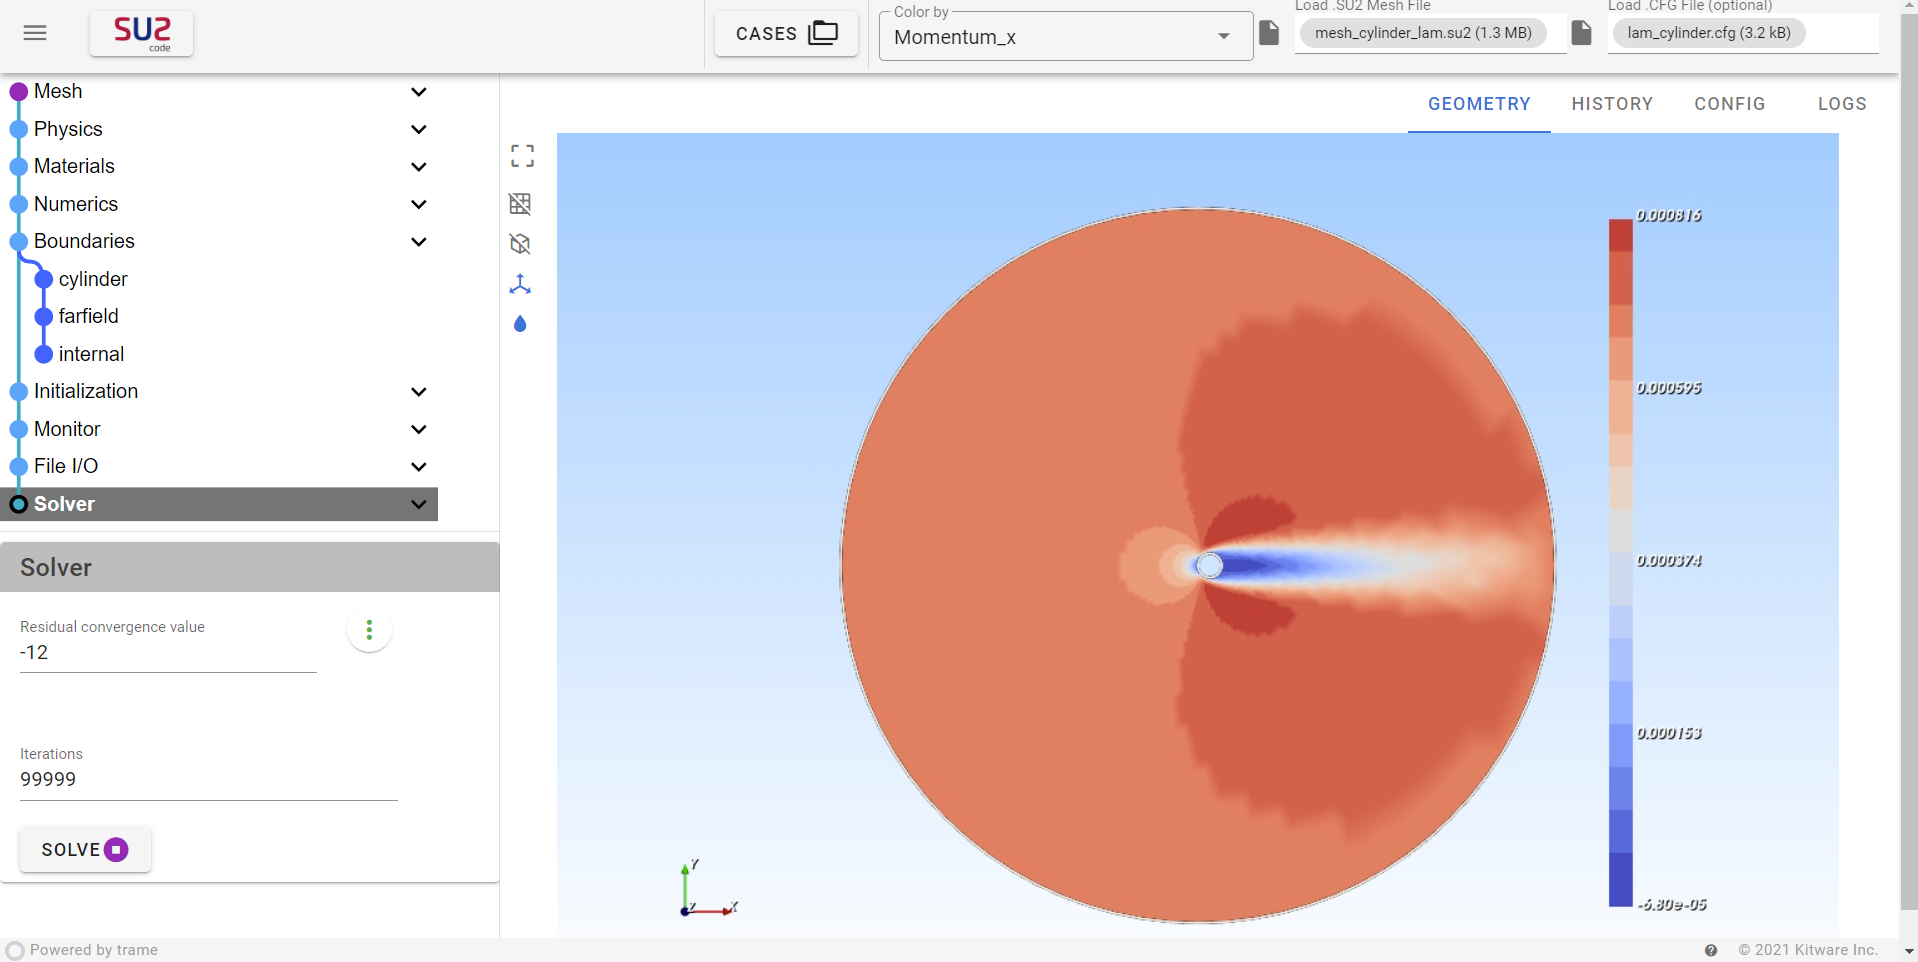 SU2
code
CASES
Color by
Momentum_x
Load .SU2 Mesh File
mesh_cylinder_lam.su2 (1.3 MB)
Load .CFG File (optional)
lam_cylinder.cfg (3.2 kB)
Mesh
Physics
Materials
Numerics
Boundaries
cylinder
farfield
internal
Initialization
Monitor
File I/O
Solver
Solver
Residual convergence value
-12
Iterations
99999
SOLVE
GEOMETRY HISTORY CONFIG LOGS
0.000816
0.000595
0.000374
0.000153
-6.80e-05
Y
Z X
Powered by trame
© 2021 Kitware Inc.